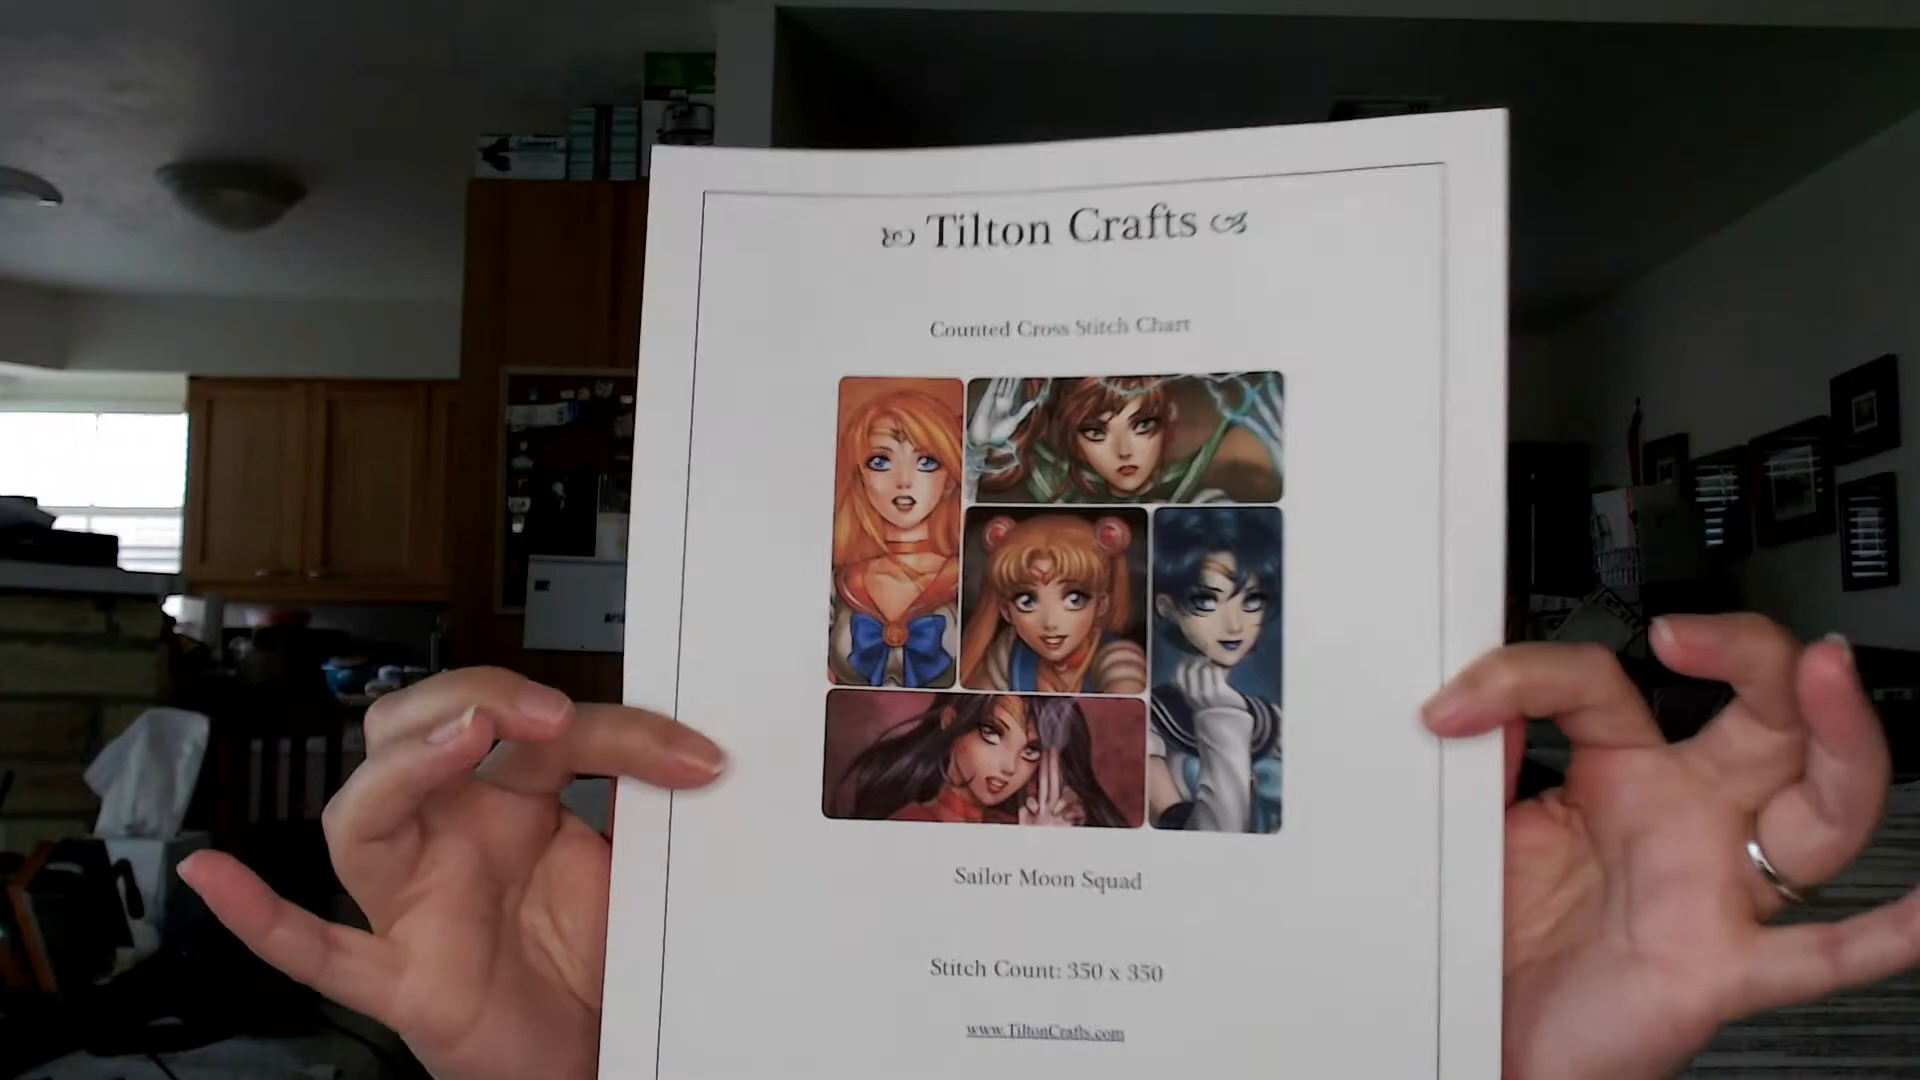 Tilton Crafts
Counted Cross Stitch Chart
Sailor Moon Squad
Stitch Count: 350 x 350
www.TiltonCrafts.com